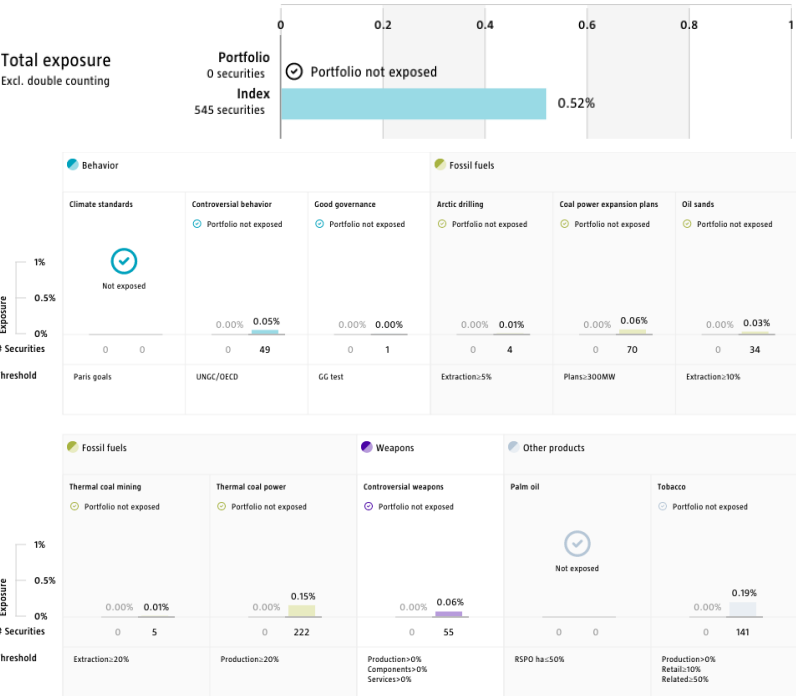 0 0.2 0.4 0.6 0.8 1
Total exposure
Excl. double counting
Portfolio
0 securities
Portfolio not exposed
Index
545 securities
0.52%
Behavior Fossil fuels
Climate standards Controversial behavior Good governance Arctic drilling Coal power expansion plans Oil sands
Portfolio not exposed Portfolio not exposed Portfolio not exposed Portfolio not exposed Portfolio not exposed
Not exposed
1%
0.5%
0%
Exposure
0.00% 0.05% 0.00% 0.00% 0.00% 0.01% 0.00% 0.06% 0.00% 0.03%
# Securities 0 0 0 49 0 1 0 4 0 70 0 34
hreshold Paris goals UNGC/OECD GG test Extraction≥5% Plans≥300MW Extraction≥10%
Fossil fuels Weapons Other products
Thermal coal mining Thermal coal power Controversial weapons Palm oil Tobacco
Portfolio not exposed Portfolio not exposed Portfolio not exposed Portfolio not exposed
Not exposed
1%
0.5%
0%
Exposure
0.00% 0.01% 0.00% 0.15% 0.00% 0.06% 0.00% 0.19%
# Securities 0 5 0 222 0 55 0 0 0 141
hreshold Extraction≥20% Production≥20% Production>0% RSPO ha≤50% Production>0%
Components>0% Retail≥10%
Services>0% Related≥50%